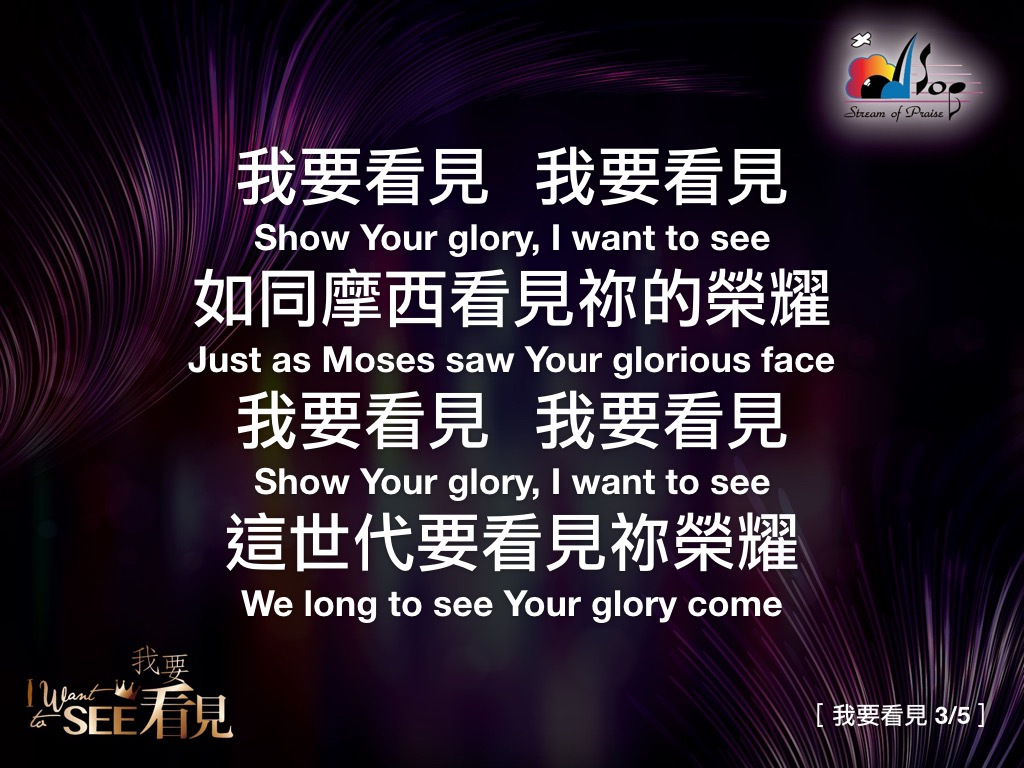 SOP
Stream of Praise
我要看見 我要看見
Show Your glory, I want to see
如同摩西看見祢的榮耀
Just as Moses saw Your glorious face
我要看見 我要看見
Show Your glory, I want to see
這世代要看見祢榮耀
We long to see Your glory come
我要
I Want
to SEE看見
[ 我要看見 3/5 ]